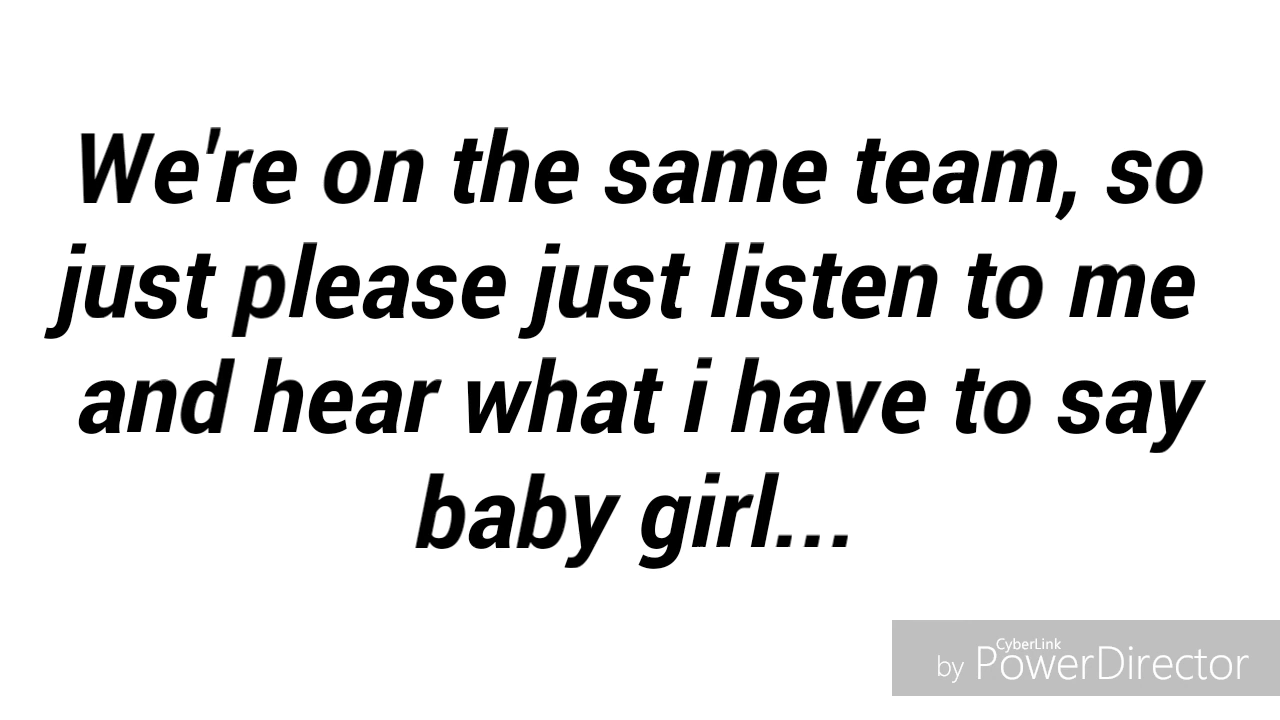 We're on the same team, so
just please just listen to me
and hear what i have to say
baby girl...
CyberLink
by PowerDirector